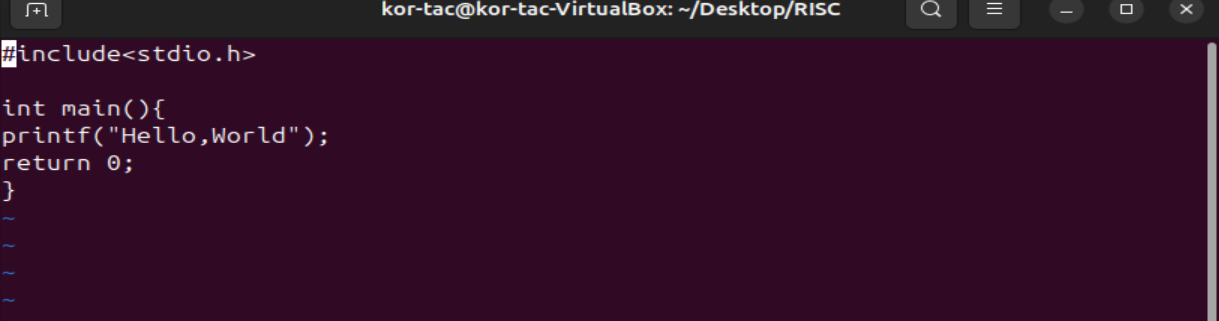 kor-tac@kor-tac-VirtualBox: ~/Desktop/RISC
#include<stdio.h>
int main(){
printf("Hello,World");
return 0;
}
~
~
~
~